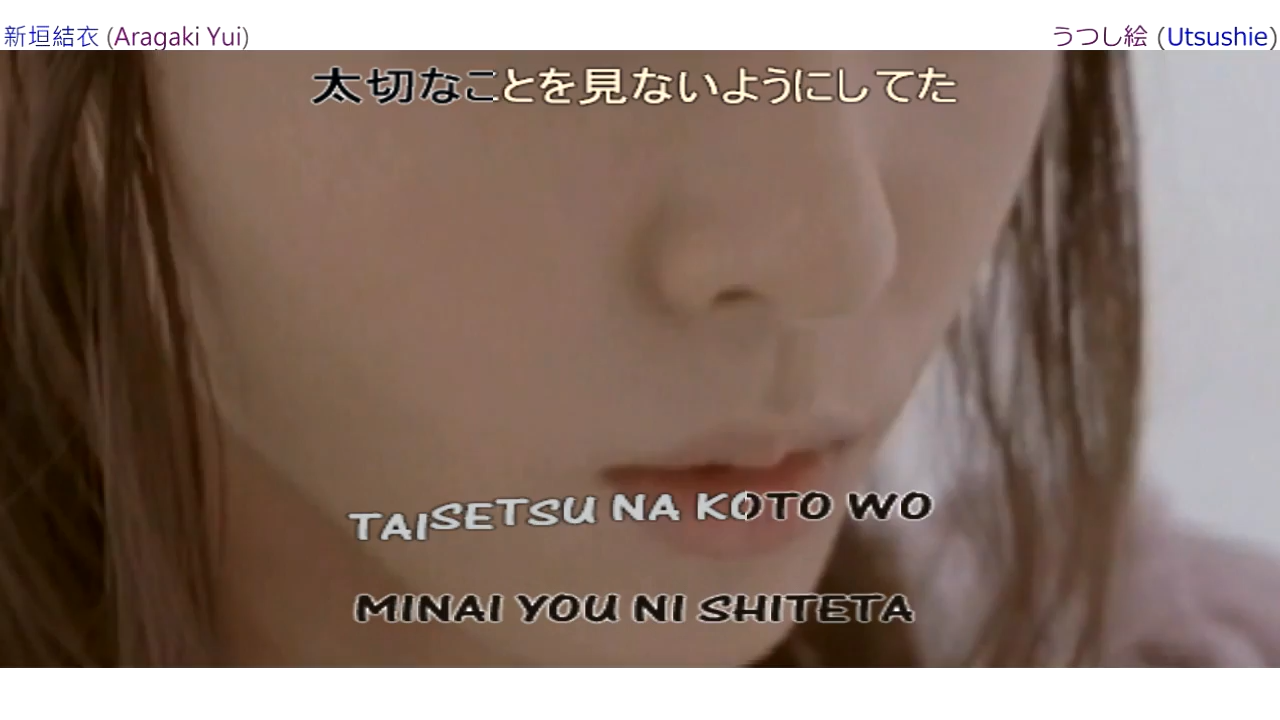 新垣結衣 (Aragaki Yui)
うつし絵 (Utsushie)
太切なことを見ないようにしてた
TAISETSU NA KOTO WO
MINAI YOU NI SHITETA